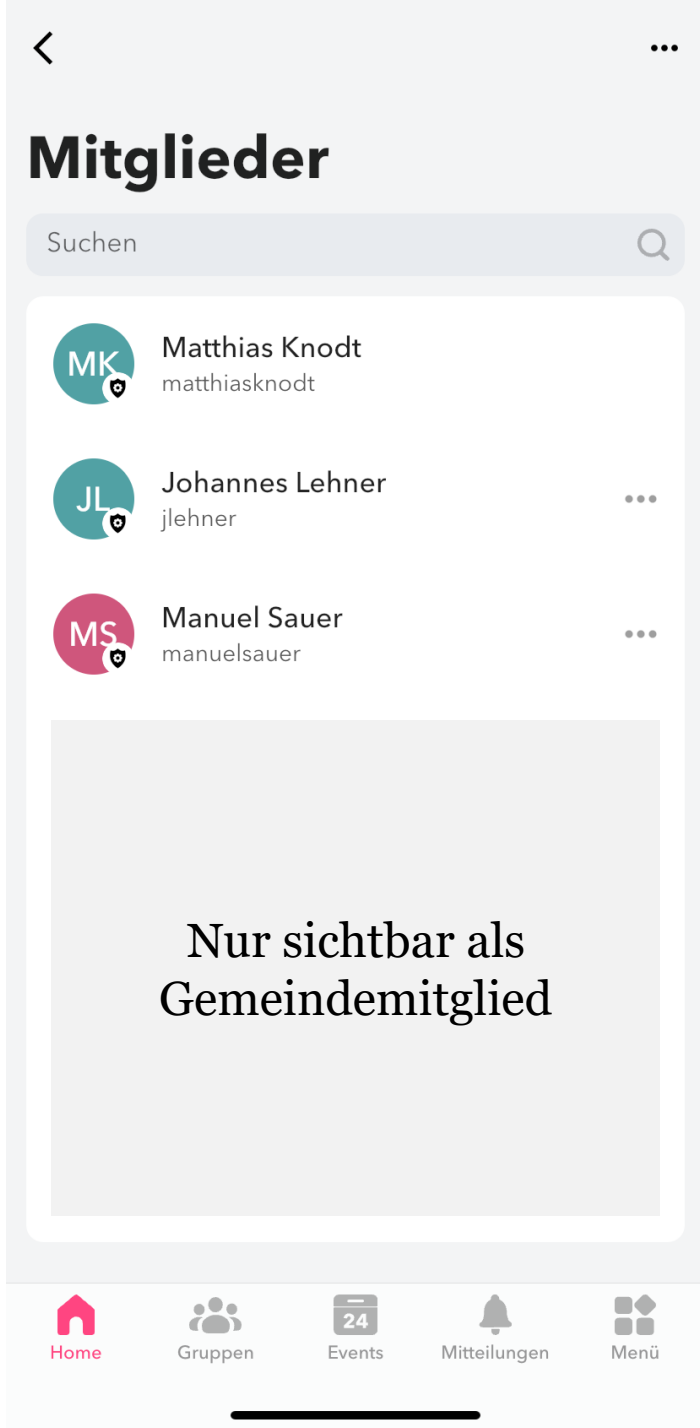 Mitglieder
Suchen
MK
Matthias Knodt
matthiasknodt
JL
Johannes Lehner
jlehner
MS
Manuel Sauer
manuelsauer
Nur sichtbar als
Gemeindemitglied
24
Home
Gruppen
Events
Mitteilungen
Menü